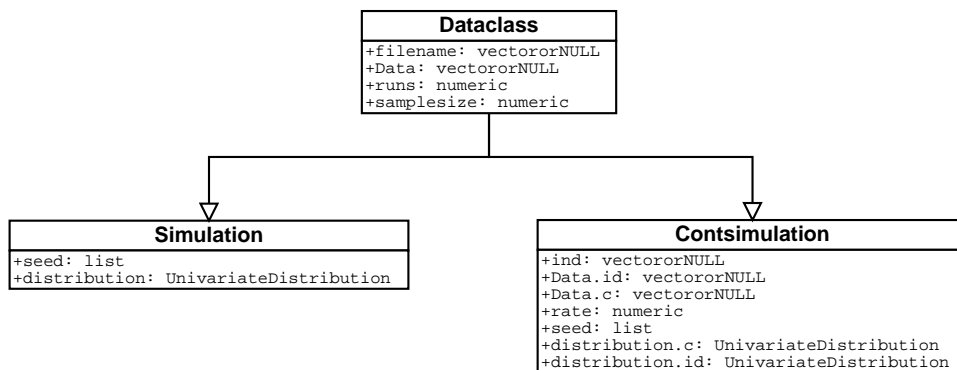 Dataclass
+filename: vectororNULL
+Data: vectororNULL
+runs: numeric
+samplesize: numeric
Simulation
+seed: list
+distribution: UnivariateDistribution
Contsimulation
+ind: vectororNULL
+Data.id: vectororNULL
+Data.c: vectororNULL
+rate: numeric
+seed: list
+distribution.c: UnivariateDistribution
+distribution.id: UnivariateDistribution